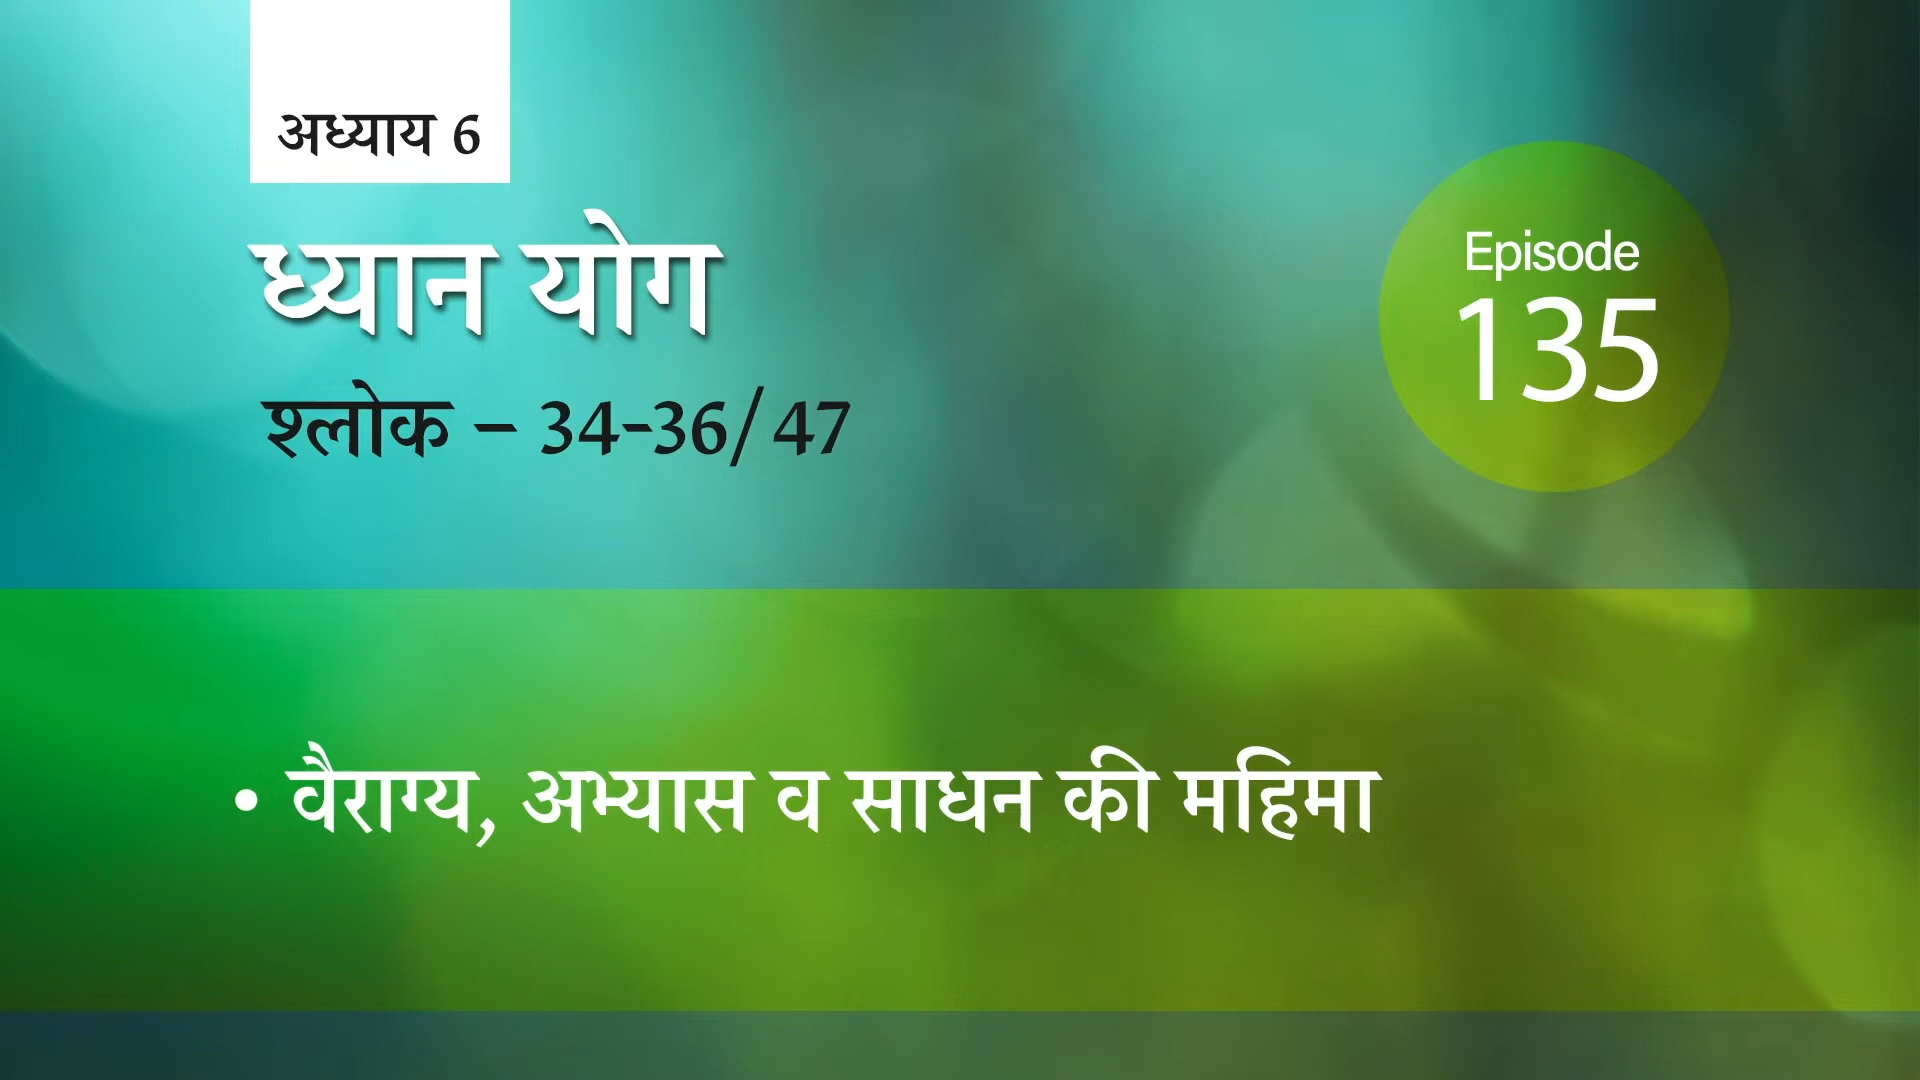 अध्याय 6
ध्यान योग
श्लोक – 34-36/47
Episode
135
• वैराग्य, अभ्यास व साधन की महिमा